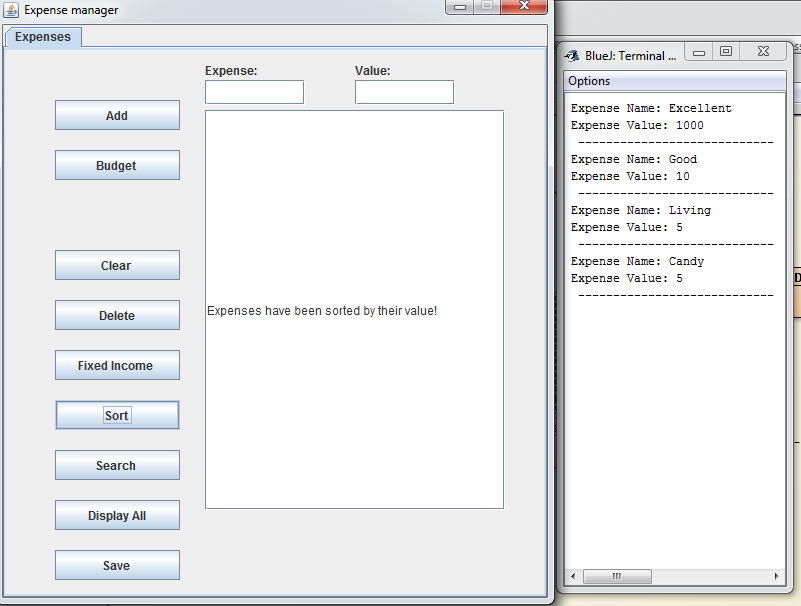 Expense manager
Expenses
Expense:
Value:
Add
Budget
Clear
Delete
Fixed Income
Sort
Search
Display All
Save
Expenses have been sorted by their value!
BlueJ: Terminal ...
Options
Expense Name: Excellent
Expense Value: 1000
----------------------------
Expense Name: Good
Expense Value: 10
----------------------------
Expense Name: Living
Expense Value: 5
----------------------------
Expense Name: Candy
Expense Value: 5
----------------------------